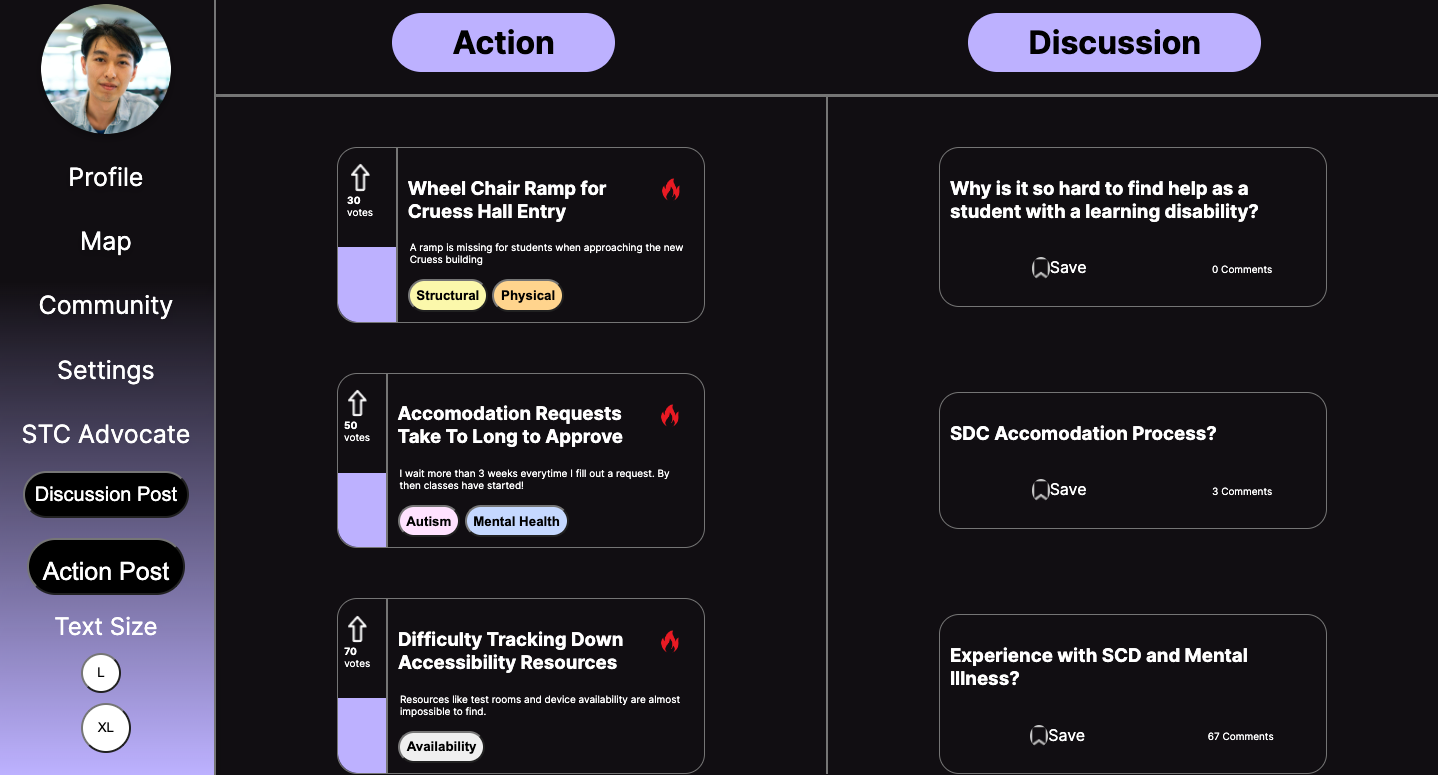 Profile
Map
Community
Settings
STC Advocate
Discussion Post
Action Post
Text Size
L
XL
Action
Discussion
30
votes
Wheel Chair Ramp for
Cruess Hall Entry
A ramp is missing for students when approaching the new
Cruess building
Structural
Physical
50
votes
Accomodation Requests
Take To Long to Approve
I wait more than 3 weeks everytime I fill out a request. By
then classes have started!
Autism
Mental Health
70
votes
Difficulty Tracking Down
Accessibility Resources
Resources like test rooms and device availability are almost
impossible to find.
Availability
Why is it so hard to find help as a
student with a learning disability?
Save
0 Comments
SDC Accomodation Process?
Save
3 Comments
Experience with SCD and Mental
Illness?
Save
67 Comments